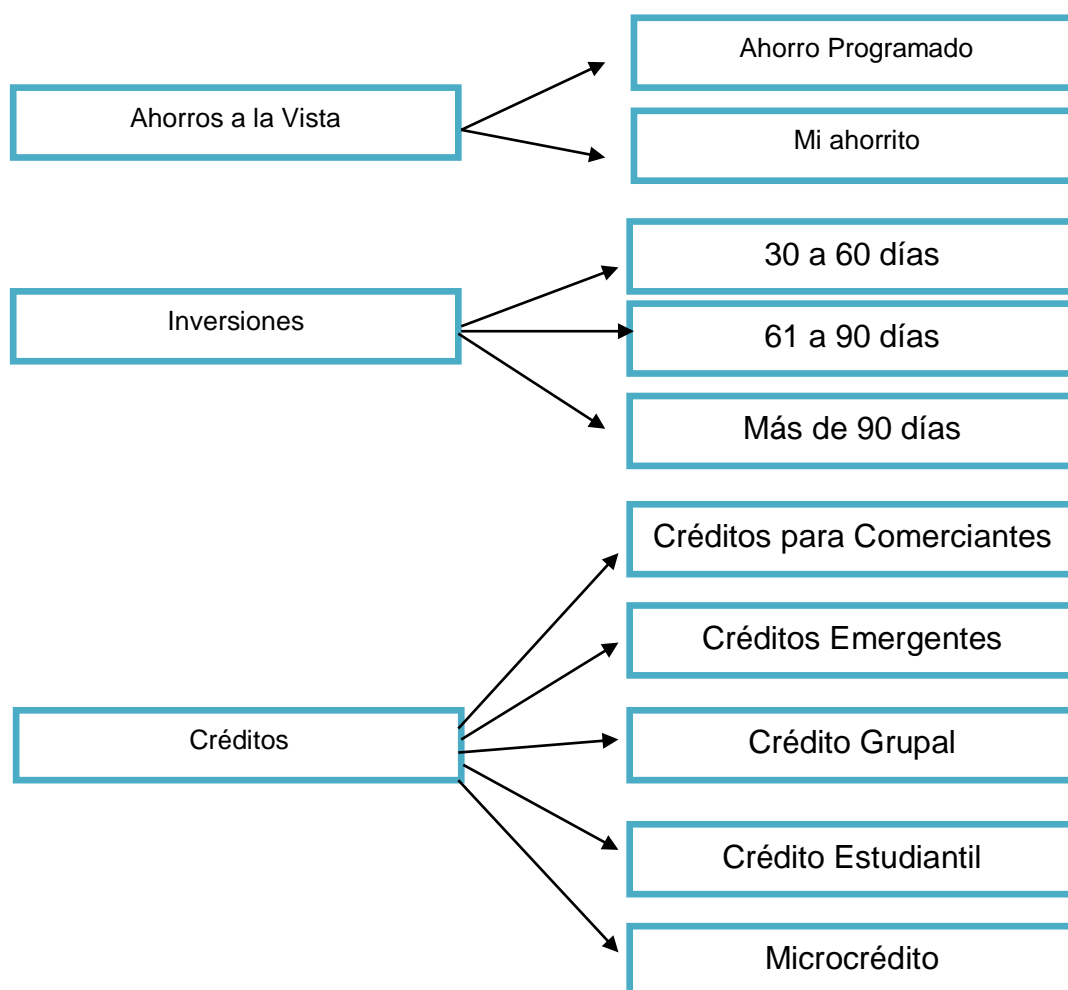 Ahorros a la Vista
Ahorro Programado
Mi ahorrito
Inversiones
30 a 60 días
61 a 90 días
Más de 90 días
Créditos
Créditos para Comerciantes
Créditos Emergentes
Crédito Grupal
Crédito Estudiantil
Microcrédito